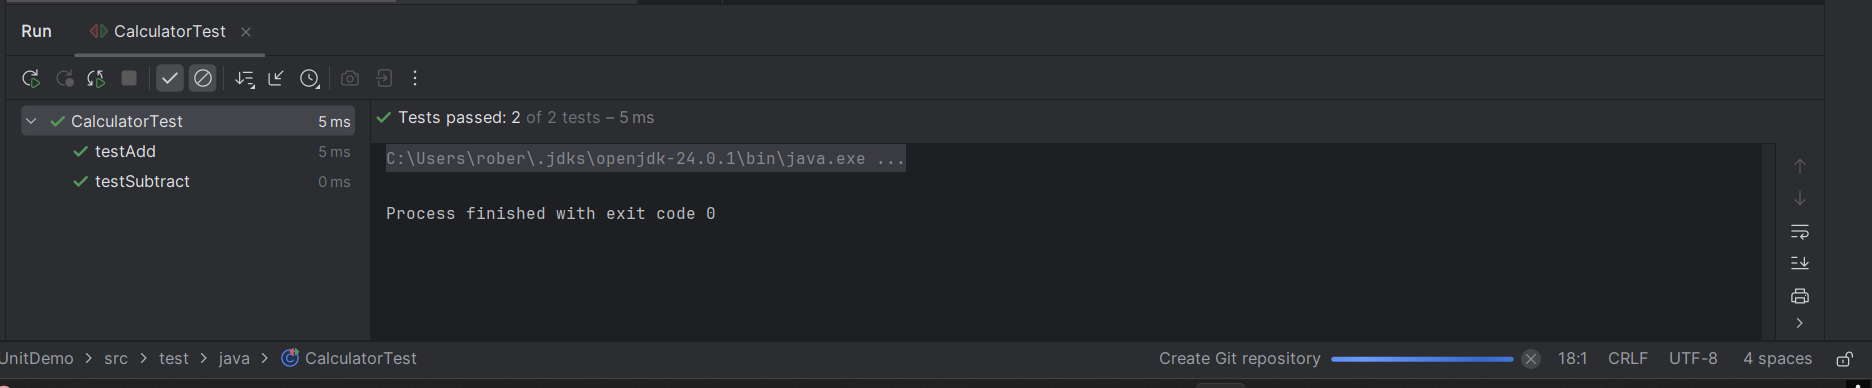 Run CalculatorTest
CalculatorTest 5 ms
testAdd 5 ms
testSubtract 0 ms
Tests passed: 2 of 2 tests – 5 ms
C:\Users\rober\.jdks\openjdk-24.0.1\bin\java.exe ...
Process finished with exit code 0
UnitDemo > src > test > java > CalculatorTest
Create Git repository 18:1 CRLF UTF-8 4 spaces